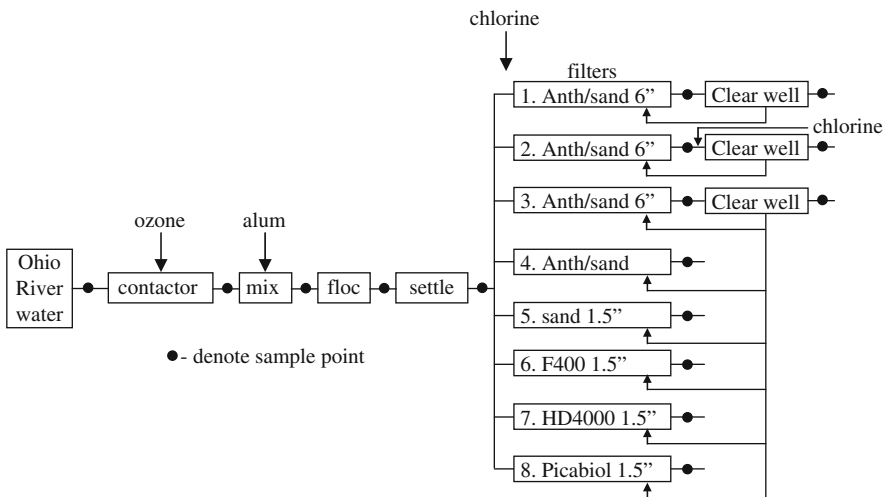 chlorine
filters
1. Anth/sand 6”
Clear well
chlorine
2. Anth/sand 6”
Clear well
3. Anth/sand 6”
Clear well
ozone
alum
Ohio
River
water
contactor
mix
floc
settle
4. Anth/sand
5. sand 1.5”
●- denote sample point
6. F400 1.5”
7. HD4000 1.5”
8. Picabiol 1.5”